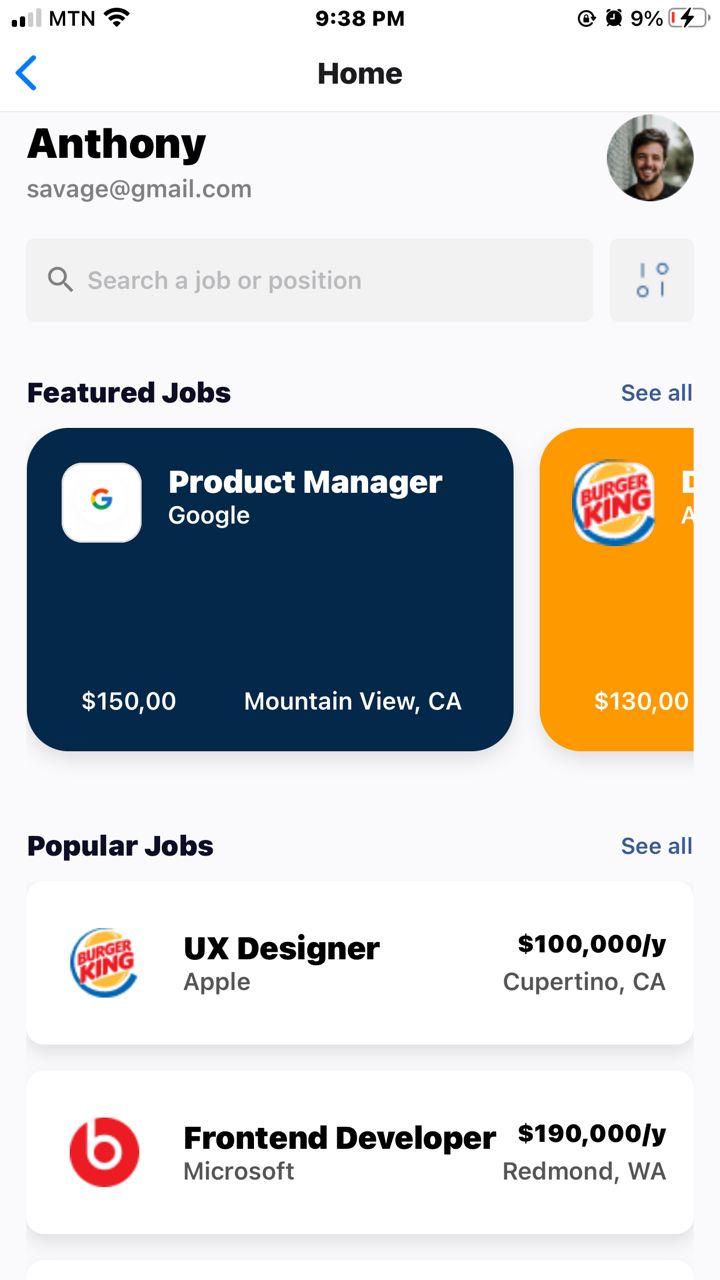 MTN 9:38 PM 9%
Home
Anthony
savage@gmail.com
Search a job or position
Featured Jobs See all
Product Manager
Google
$150,00 Mountain View, CA
BURGER
KING
$130,00
Popular Jobs See all
BURGER
KING
UX Designer $100,000/y
Apple Cupertino, CA
Frontend Developer $190,000/y
Microsoft Redmond, WA